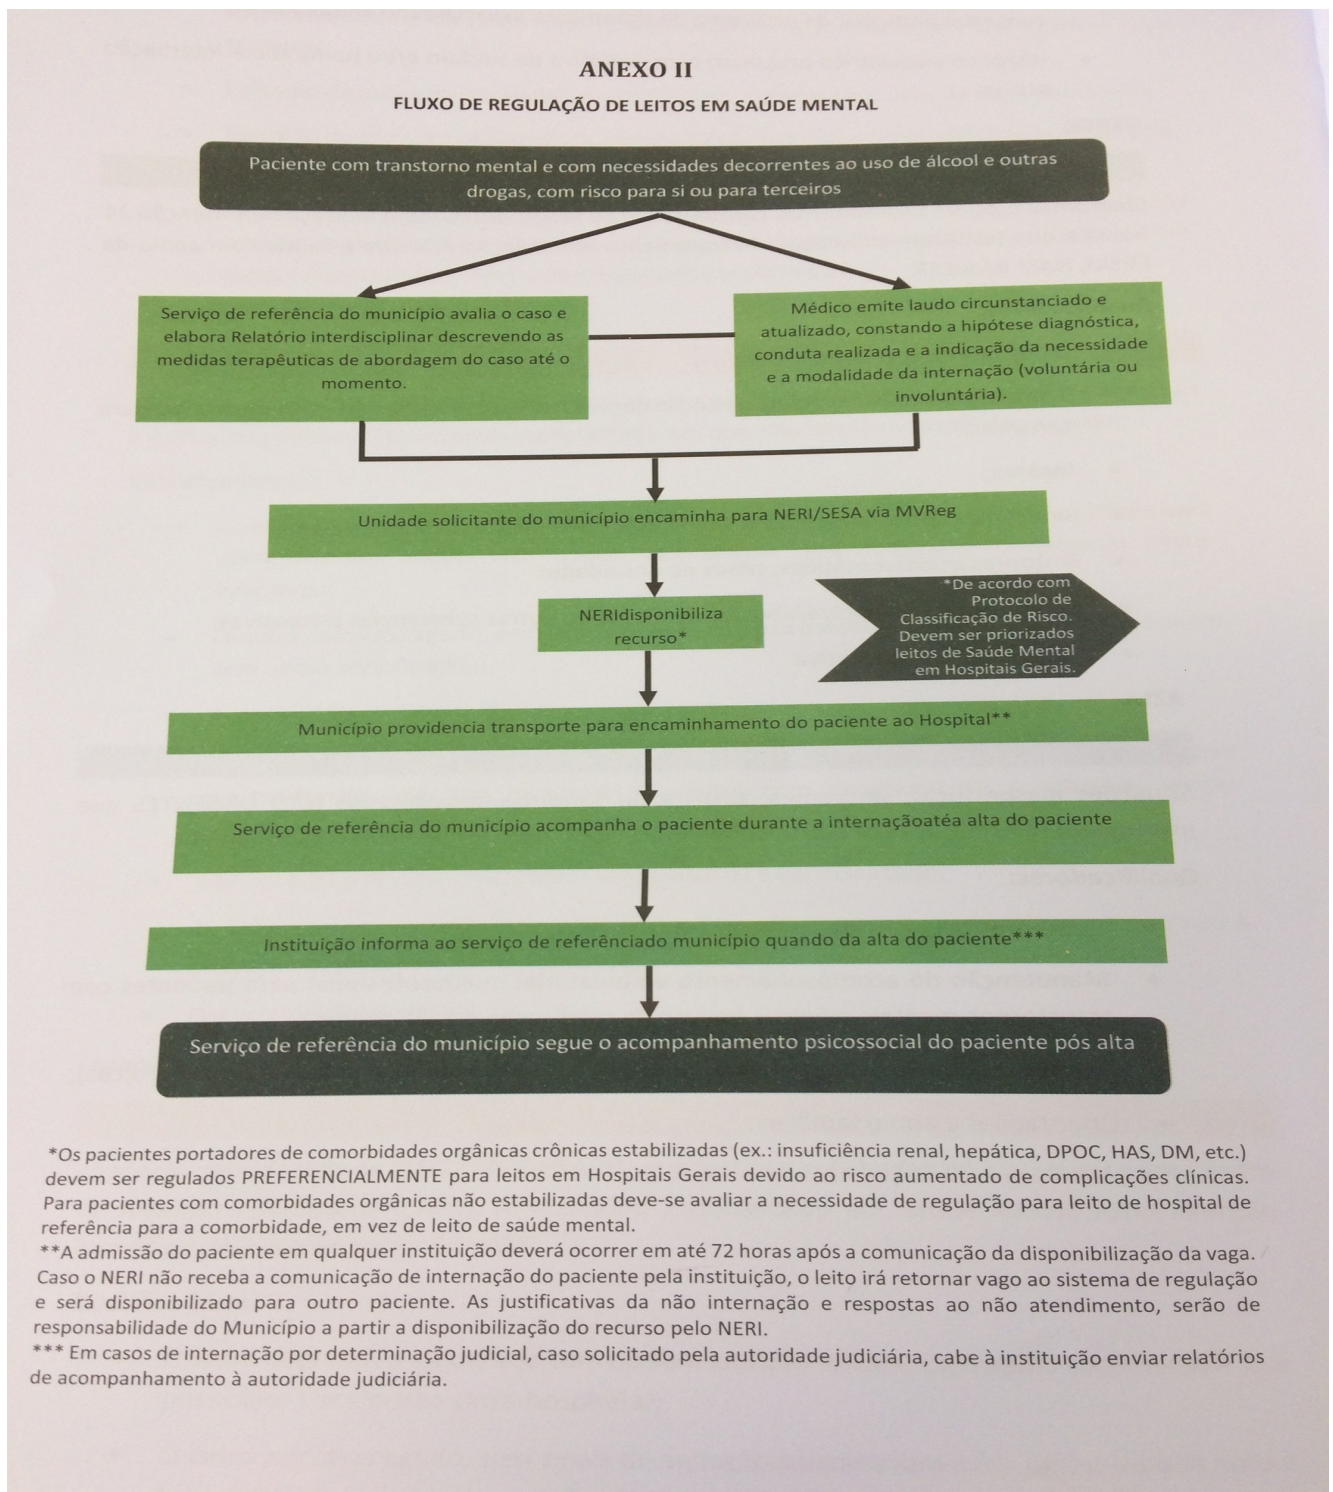 ANEXO II
FLUXO DE REGULAÇÃO DE LEITOS EM SAÚDE MENTAL
Paciente com transtorno mental e com necessidades decorrentes ao uso de álcool e outras
drogas, com risco para si ou para terceiros
Serviço de referência do município avalia o caso e
elabora Relatório interdisciplinar descrevendo as
medidas terapêuticas de abordagem do caso até o
momento.
Médico emite laudo circunstanciado e
atualizado, constando a hipótese diagnóstica,
conduta realizada e a indicação da necessidade
e a modalidade da internação (voluntária ou
involuntária).
Unidade solicitante do município encaminha para NERI/SESA via MVReg
NERIdisponibiliza
recurso*
*De acordo com
Protocolo de
Classificação de Risco.
Devem ser priorizados
leitos de Saúde Mental
em Hospitais Gerais.
Município providencia transporte para encaminhamento do paciente ao Hospital**
Serviço de referência do município acompanha o paciente durante a internaçãoatéa alta do paciente
Instituição informa ao serviço de referênciado município quando da alta do paciente***
Serviço de referência do município segue o acompanhamento psicossocial do paciente pós alta
*Os pacientes portadores de comorbidades orgânicas crônicas estabilizadas (ex.: insuficiência renal, hepática, DPOC, HAS, DM, etc.)
devem ser regulados PREFERENCIALMENTE para leitos em Hospitais Gerais devido ao risco aumentado de complicações clínicas.
Para pacientes com comorbidades orgânicas não estabilizadas deve-se avaliar a necessidade de regulação para leito de hospital de
referência para a comorbidade, em vez de leito de saúde mental.
**A admissão do paciente em qualquer instituição deverá ocorrer em até 72 horas após a comunicação da disponibilização da vaga.
Caso o NERI não receba a comunicação de internação do paciente pela instituição, o leito irá retornar vago ao sistema de regulação
e será disponibilizado para outro paciente. As justificativas da não internação e respostas ao não atendimento, serão de
responsabilidade do Município a partir a disponibilização do recurso pelo NERI.
*** Em casos de internação por determinação judicial, caso solicitado pela autoridade judiciária, cabe à instituição enviar relatórios
de acompanhamento à autoridade judiciária.